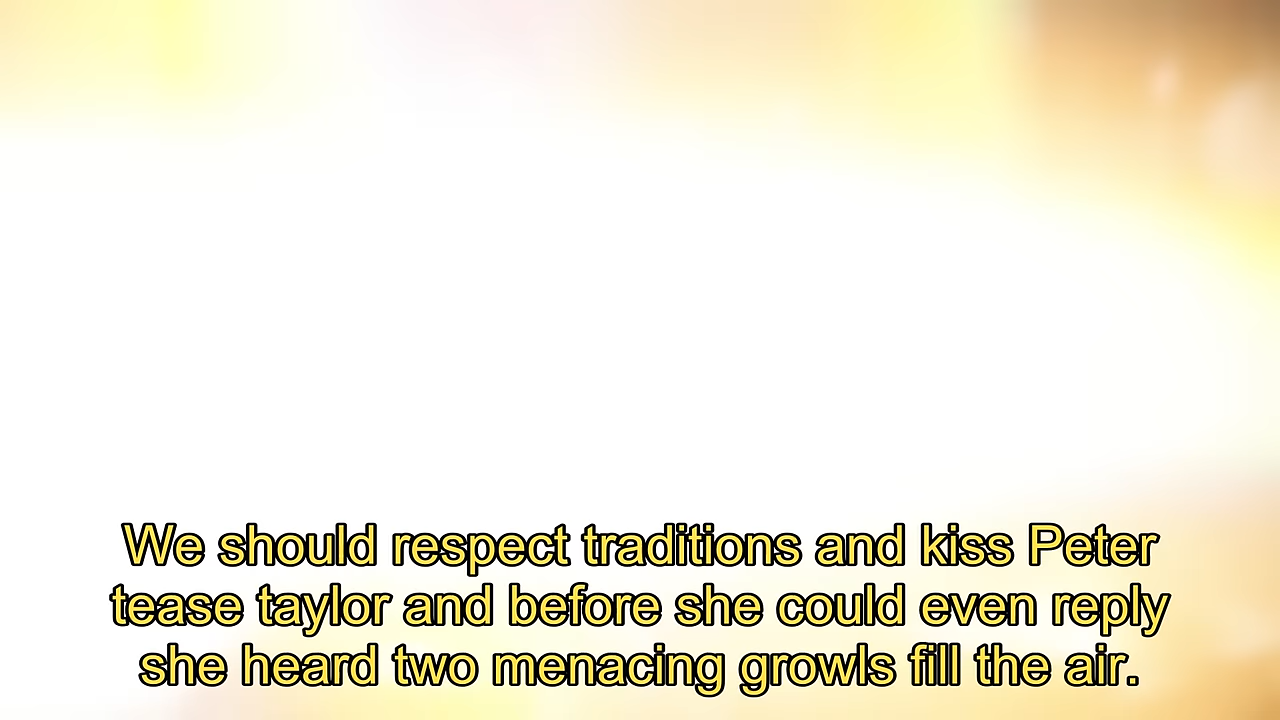 We should respect traditions and kiss Peter
tease taylor and before she could even reply
she heard two menacing growls fill the air.